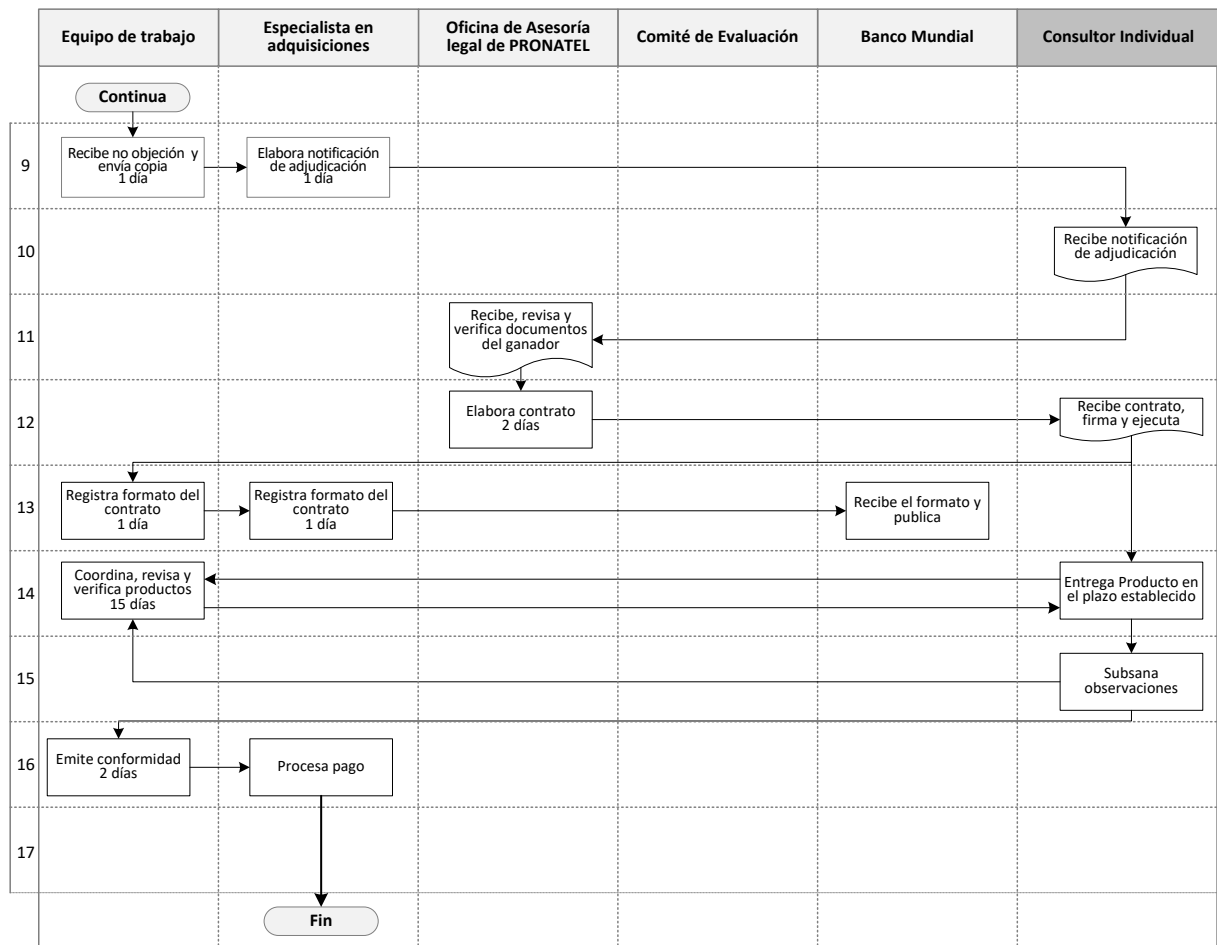 Equipo de trabajo
Especialista en
adquisiciones
Oficina de Asesoría
legal de PRONATEL
Comité de Evaluación
Banco Mundial
Consultor Individual
Continua
9
Recibe no objeción y
envía copia
1 día
Elabora notificación
de adjudicación
1 día
10
Recibe notificación
de adjudicación
11
Recibe, revisa y
verifica documentos
del ganador
12
Elabora contrato
2 días
Recibe contrato,
firma y ejecuta
13
Registra formato del
contrato
1 día
Registra formato del
contrato
1 día
Recibe el formato y
publica
14
Coordina, revisa y
verifica productos
15 días
Entrega Producto en
el plazo establecido
15
Subsana
observaciones
16
Emite conformidad
2 días
Procesa pago
17
Fin